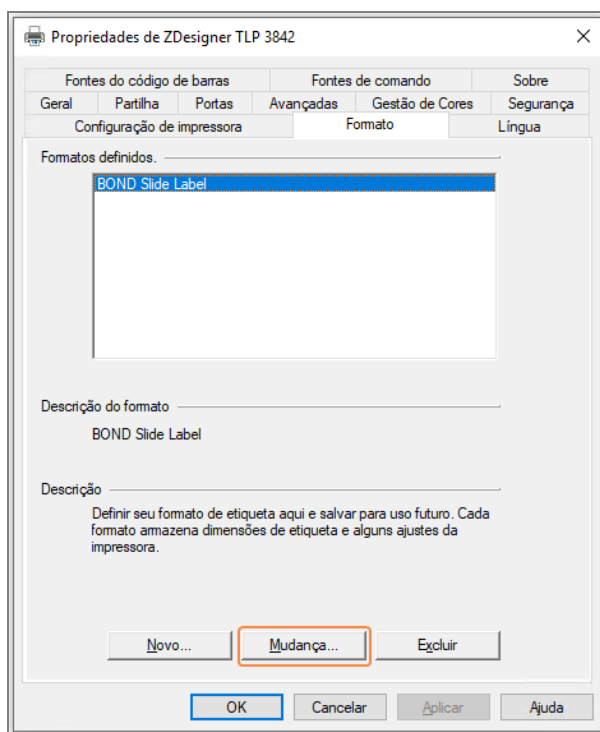 Propriedades de ZDesigner TLP 3842
Fontes do código de barras Fontes de comando Sobre
Geral Partilha Portas Avançadas Gestão de Cores Segurança
Configuração de impressora Formato Língua
Formatos definidos.
BOND Slide Label
Descrição do formato
BOND Slide Label
Descrição
Definir seu formato de etiqueta aqui e salvar para uso futuro. Cada
formato armazena dimensões de etiqueta e alguns ajustes da
impressora.
Novo... Mudança... Excluir
OK Cancelar Aplicar Ajuda